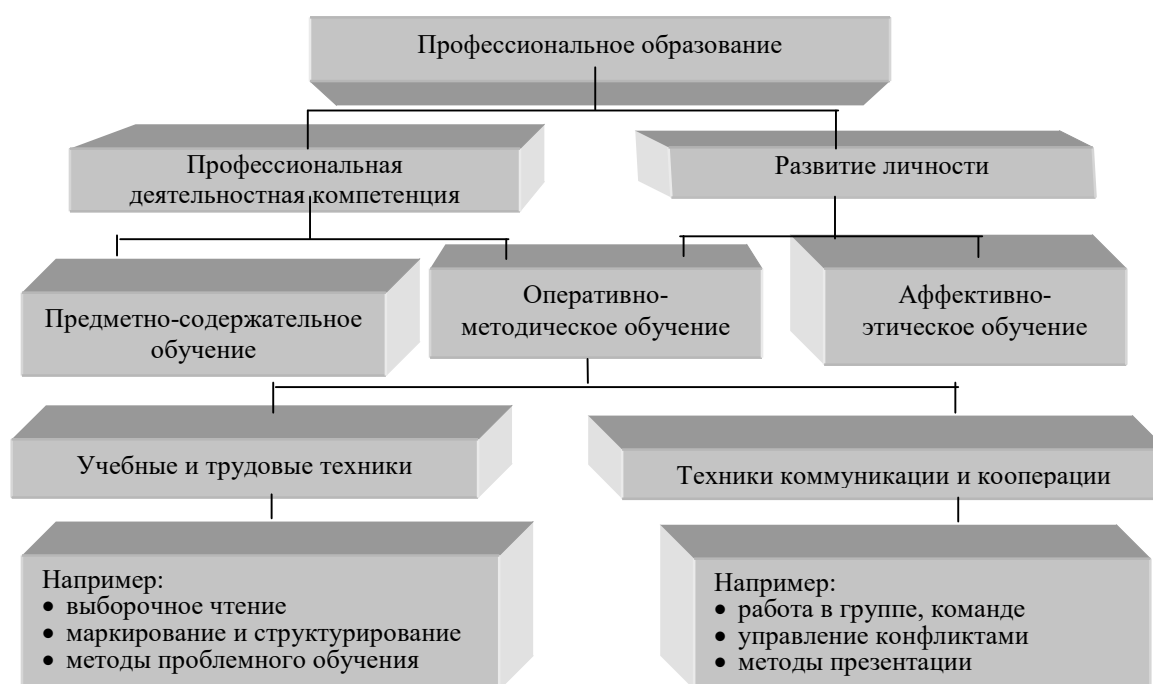 Профессиональное образование
Профессиональная
деятельностная компетенция
Развитие личности
Предметно-содержательное
обучение
Оперативно-
методическое обучение
Аффективно-
этическое обучение
Учебные и трудовые техники
Техники коммуникации и кооперации
Например:
• выборочное чтение
• маркирование и структурирование
• методы проблемного обучения
Например:
• работа в группе, команде
• управление конфликтами
• методы презентации